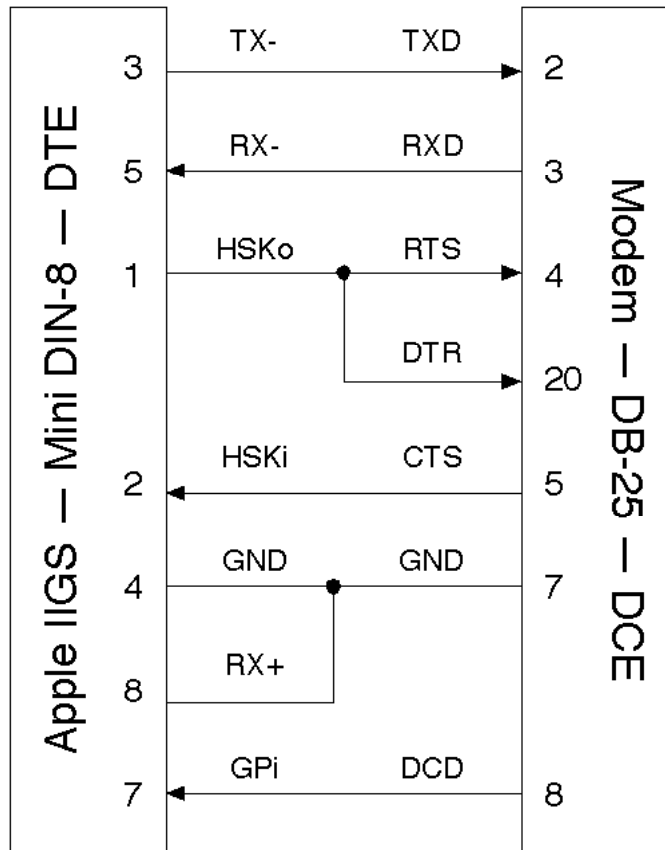 Apple IIGS — Mini DIN-8 — DTE
3 TX- TXD 2
5 RX- RXD 3
1 HSKo RTS 4
DTR 20
2 HSKi CTS 5
4 GND GND 7
8 RX+
7 GPi DCD 8
Modem — DB-25 — DCE